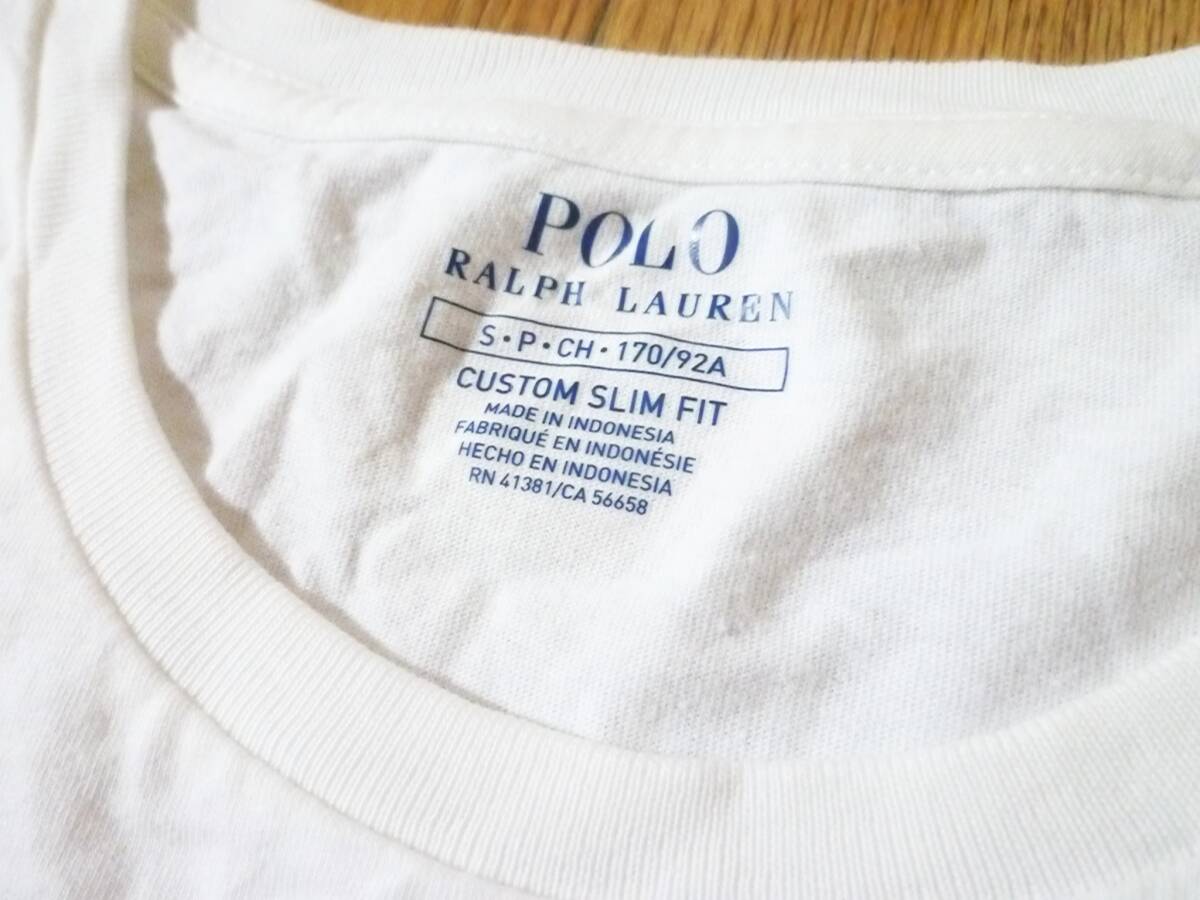 POLO
RALPH LAUREN
S•P•CH•170/92A
CUSTOM SLIM FIT
MADE IN INDONESIA
FABRIQUÉ EN INDONÉSIE
HECHO EN INDONESIA
RN 41381/CA 56658